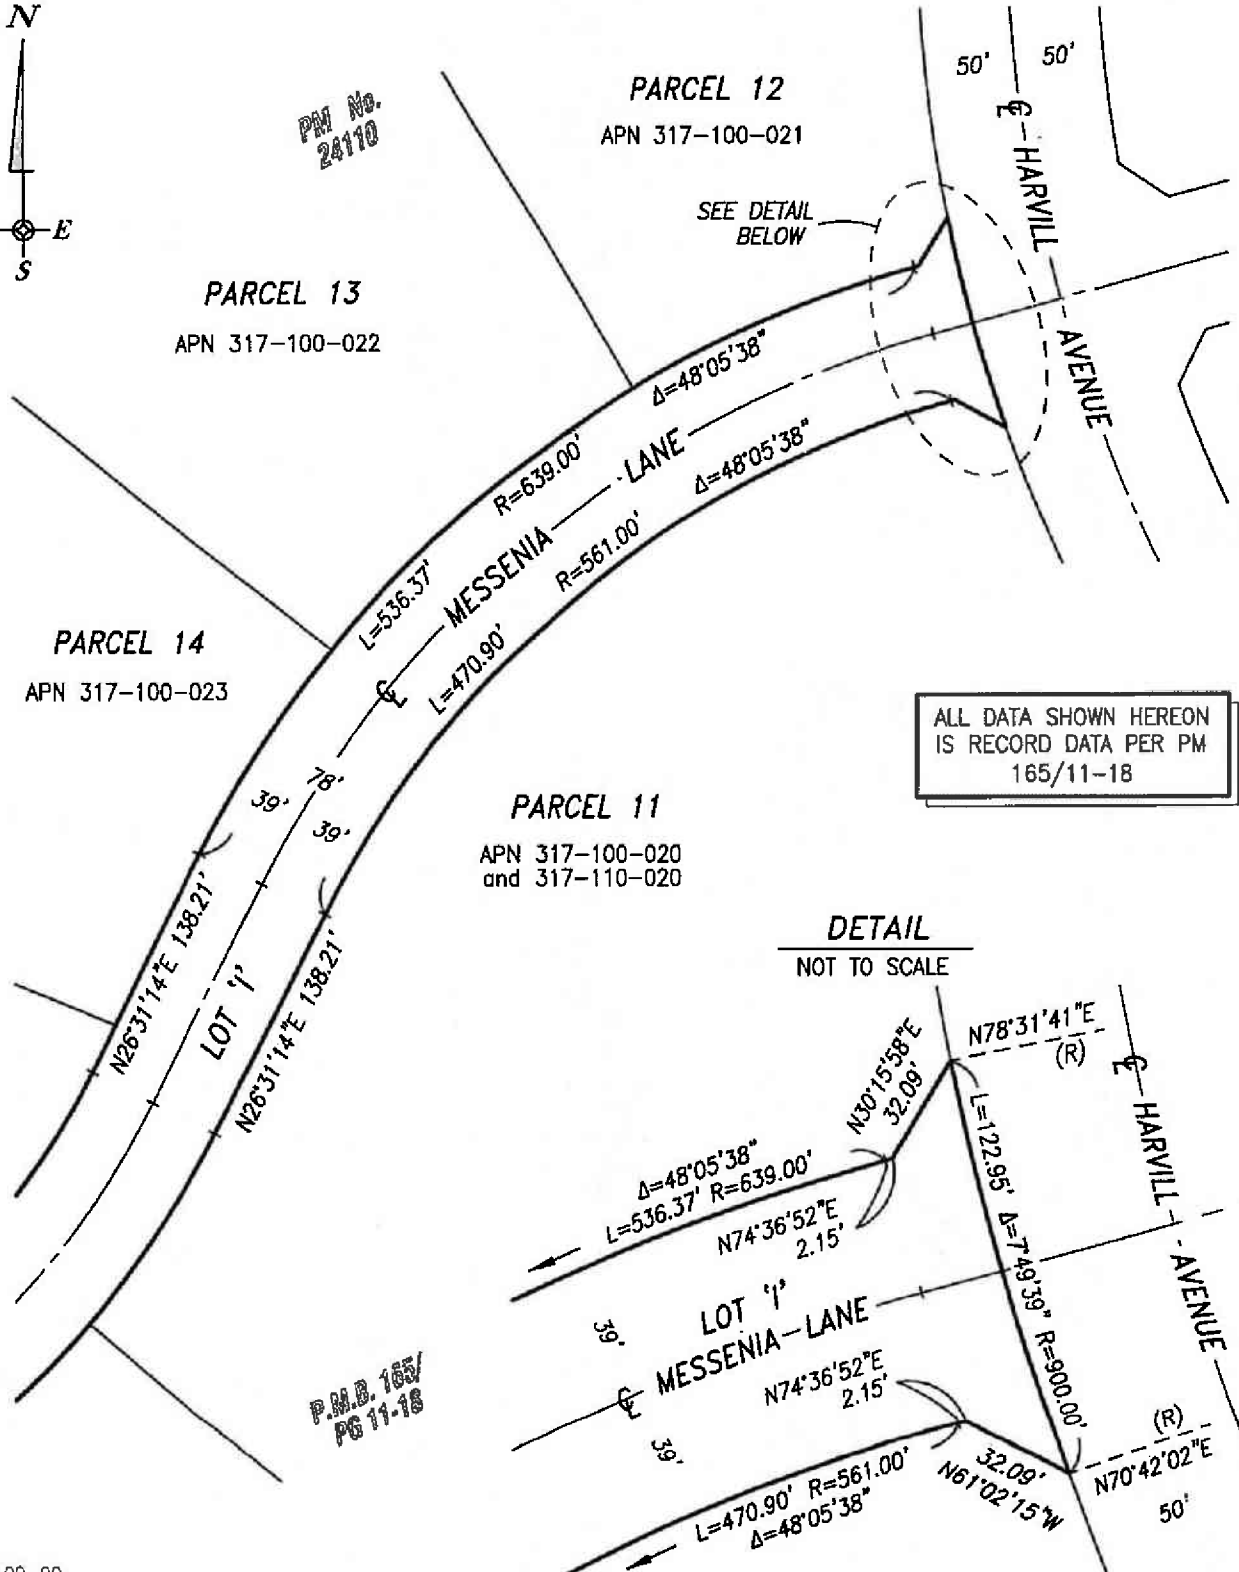 N
E
S
PM No.
24110
PARCEL 12
APN 317-100-021
50'
50'
℄ HARVILL
AVENUE
SEE DETAIL
BELOW
PARCEL 13
APN 317-100-022
Δ=48°05'38"
R=639.00'
L=536.37'
℄ MESSENIA LANE
Δ=48°05'38"
R=561.00'
L=470.90'
PARCEL 14
APN 317-100-023
ALL DATA SHOWN HEREON
IS RECORD DATA PER PM
165/11-18
78'
39'
39'
PARCEL 11
APN 317-100-020
and 317-110-020
N26°31'14"E 138.21'
LOT 'I'
N26°31'14"E 138.21'
DETAIL
NOT TO SCALE
N78°31'41"E
(R)
N30°15'58"E
32.09'
L=122.95' Δ=7°49'39" R=900.00'
℄ HARVILL AVENUE
Δ=48°05'38"
L=536.37' R=639.00'
N74°36'52"E
2.15'
39'
LOT 'I'
℄ MESSENIA LANE
N74°36'52"E
2.15'
39'
L=470.90' R=561.00'
Δ=48°05'38"
32.09'
N61°02'15"W
(R)
N70°42'02"E
50'
P.M.B. 165/
PG 11-18